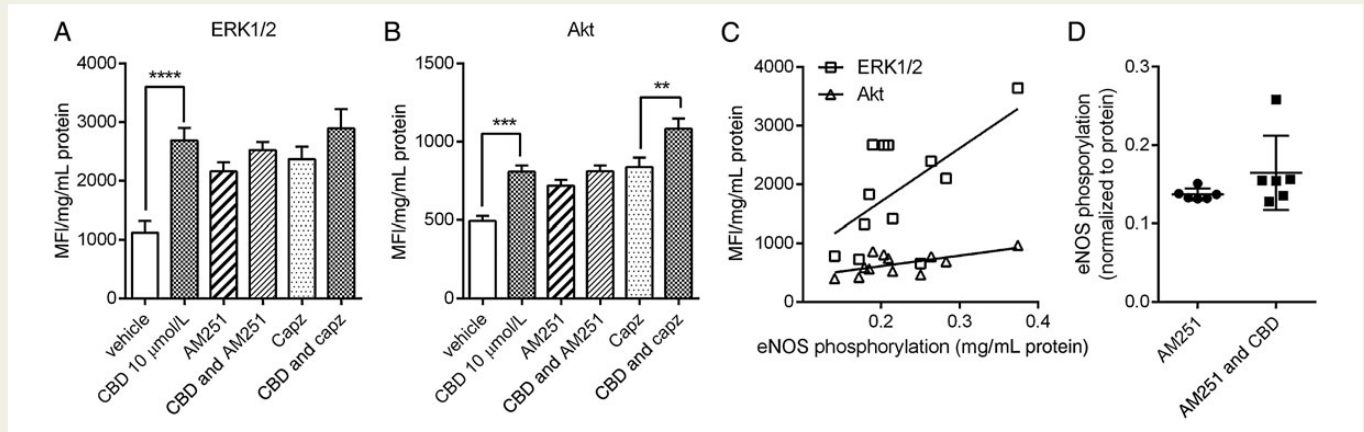 A
ERK1/2
MFI/mg/mL protein
4000
3000
2000
1000
0
****
vehicle
CBD 10 μmol/L
AM251
CBD and AM251
Capz
CBD and capz
B
Akt
MFI/mg/mL protein
1500
1000
500
0
***
**
vehicle
CBD 10 μmol/L
AM251
CBD and AM251
Capz
CBD and capz
C
MFI/mg/mL protein
4000
3000
2000
1000
0
ERK1/2
Akt
0.2
0.3
0.4
eNOS phosphorylation (mg/mL protein)
D
eNOS phosphorylation
(normalized to protein)
0.3
0.2
0.1
0.0
AM251
AM251 and CBD